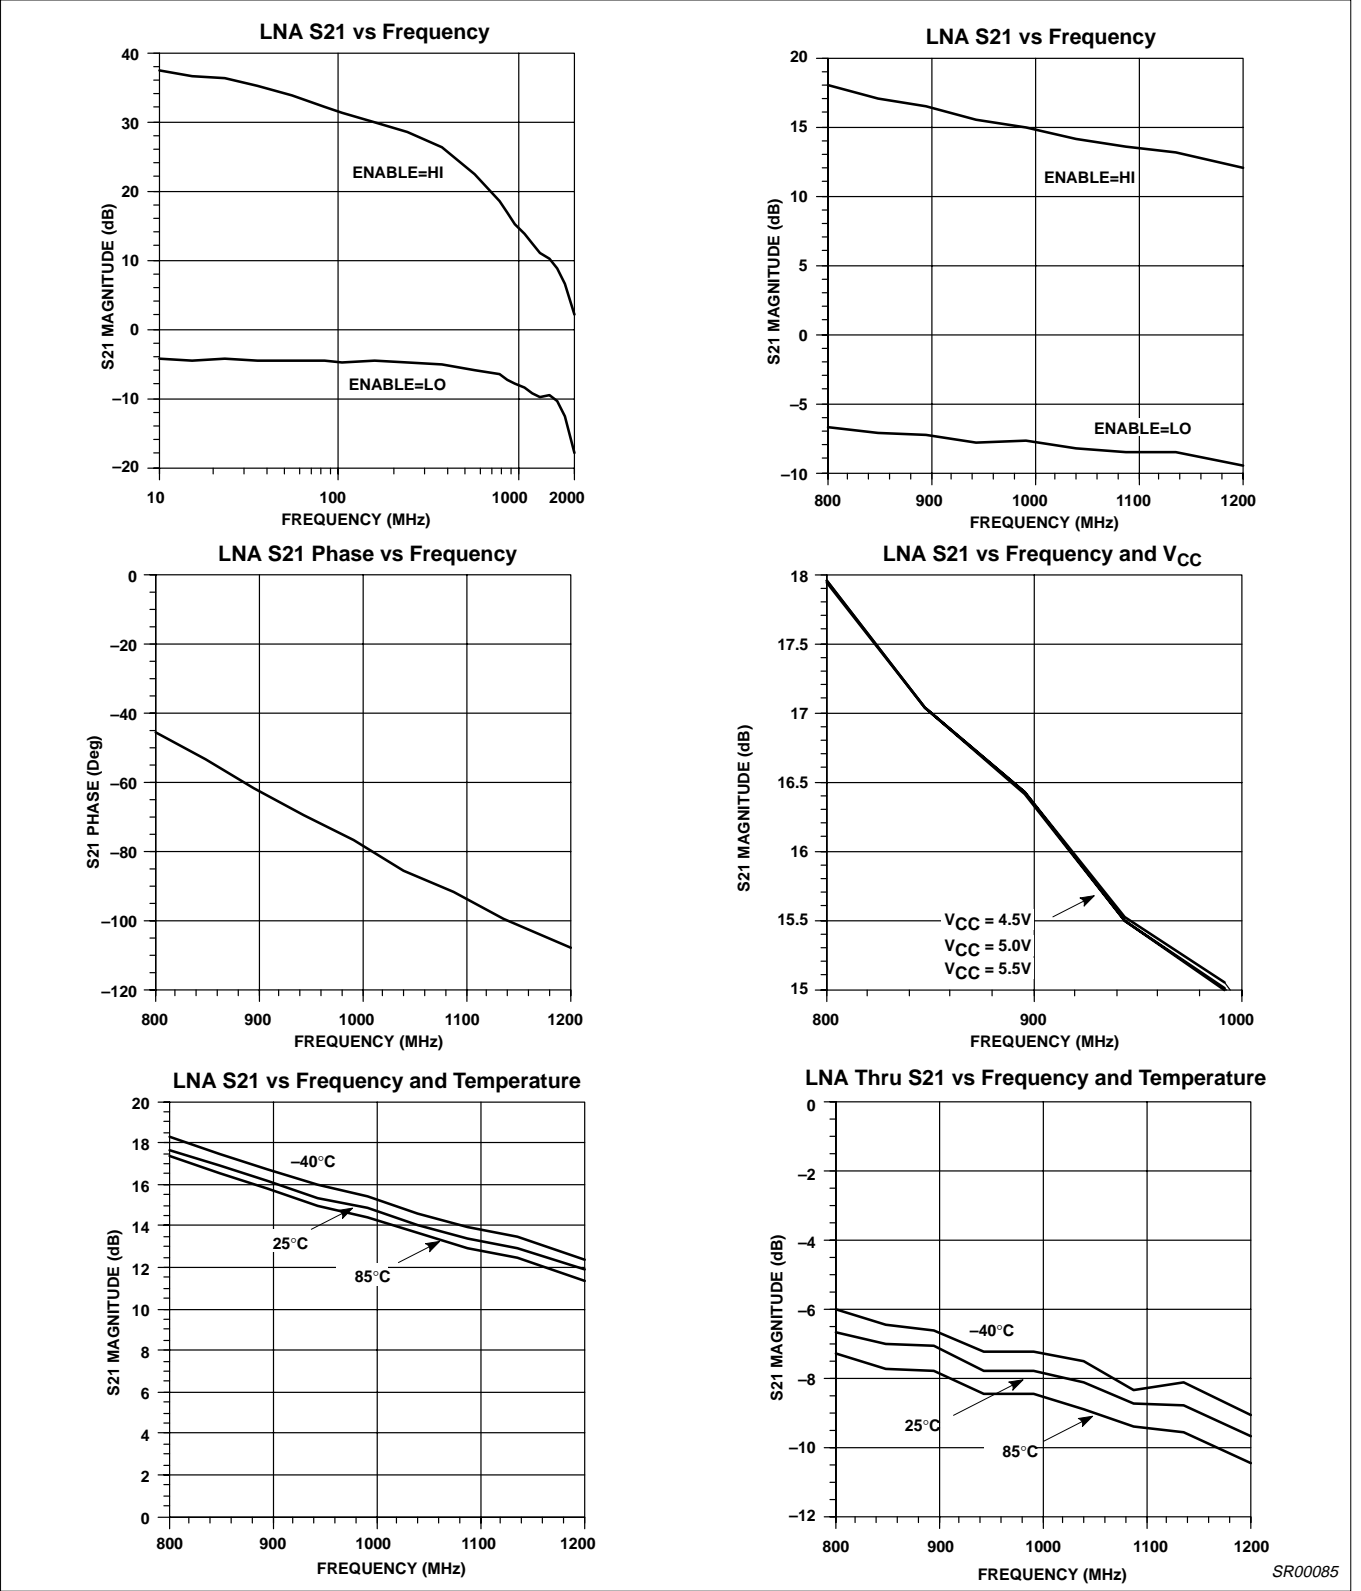 LNA S21 vs Frequency
40
30
20
10
0
–10
–20
S21 MAGNITUDE (dB)
ENABLE=HI
ENABLE=LO
10 100 1000 2000
FREQUENCY (MHz)
LNA S21 vs Frequency
20
15
10
5
0
–5
–10
S21 MAGNITUDE (dB)
ENABLE=HI
ENABLE=LO
800 900 1000 1100 1200
FREQUENCY (MHz)
LNA S21 Phase vs Frequency
0
–20
–40
–60
–80
–100
–120
S21 PHASE (Deg)
800 900 1000 1100 1200
FREQUENCY (MHz)
LNA S21 vs Frequency and VCC
18
17.5
17
16.5
16
15.5
15
S21 MAGNITUDE (dB)
VCC = 4.5V
VCC = 5.0V
VCC = 5.5V
800 900 1000
FREQUENCY (MHz)
LNA S21 vs Frequency and Temperature
20
18
16
14
12
10
8
6
4
2
0
S21 MAGNITUDE (dB)
–40°C
25°C
85°C
800 900 1000 1100 1200
FREQUENCY (MHz)
LNA Thru S21 vs Frequency and Temperature
0
–2
–4
–6
–8
–10
–12
S21 MAGNITUDE (dB)
–40°C
25°C
85°C
800 900 1000 1100 1200
FREQUENCY (MHz)
SR00085